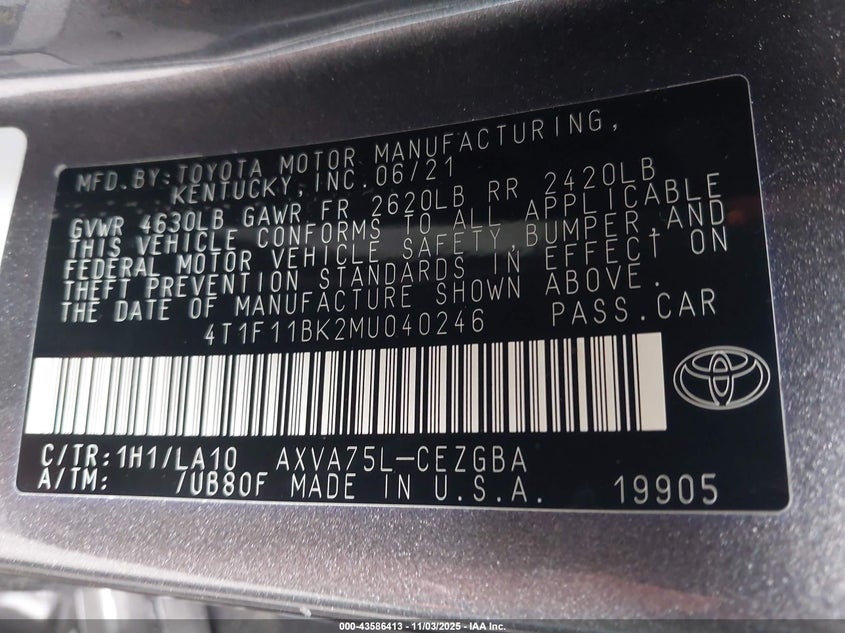 MFD.BY:TOYOTA MOTOR MANUFACTURING,
KENTUCKY,INC.06/21
GVWR 4630LB GAWR FR 2620LB RR 2420LB
THIS VEHICLE CONFORMS TO ALL APPLICABLE
FEDERAL MOTOR VEHICLE SAFETY,BUMPER,AND
THEFT PREVENTION STANDARDS IN EFFECT ON
THE DATE OF MANUFACTURE SHOWN ABOVE.
4T1F11BK2MU040246 PASS.CAR
C/TR:1H1/LA10 AXVA75L-CEZGBA
A/TM: /UB80F MADE IN U.S.A. 19905
000-43586413 - 11/03/2025 - IAA Inc.